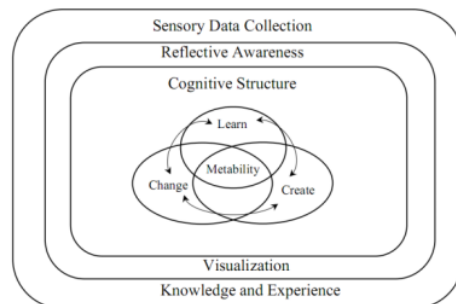 Sensory Data Collection
Reflective Awareness
Cognitive Structure
Learn
Metability
Change
Create
Visualization
Knowledge and Experience